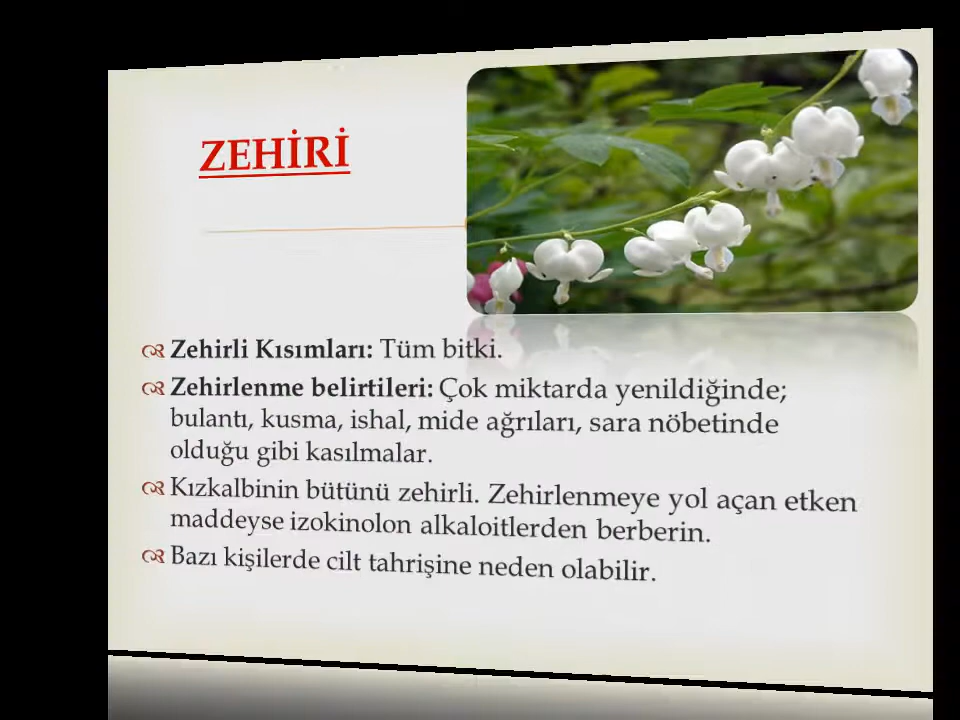 ZEHİRİ
Zehirli Kısımları: Tüm bitki.
Zehirlenme belirtileri: Çok miktarda yenildiğinde;
bulantı, kusma, ishal, mide ağrıları, sara nöbetinde
olduğu gibi kasılmalar.
Kızkalbinin bütünü zehirli. Zehirlenmeye yol açan etken
maddeyse izokinolon alkaloitlerden berberin.
Bazı kişilerde cilt tahrişine neden olabilir.